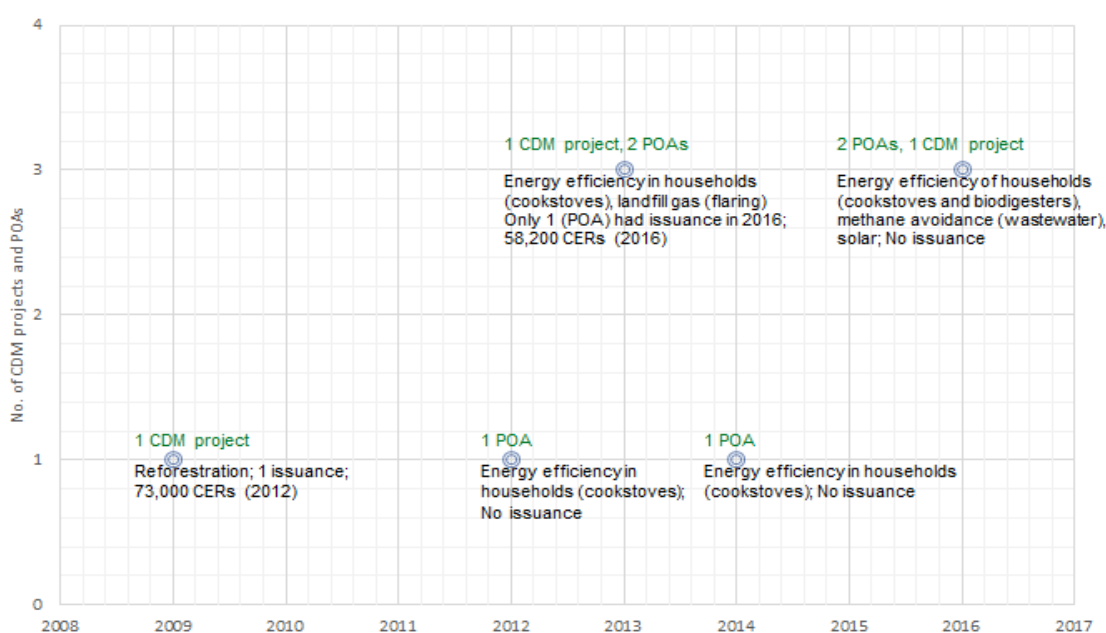 4
1 CDM project, 2 POAs
2 POAs, 1 CDM project
3
Energy efficiency in households
(cookstoves), landfill gas (flaring)
Only 1 (POA) had issuance in 2016;
58,200 CERs (2016)
Energy efficiency of households
(cookstoves and biodigesters),
methane avoidance (wastewater),
solar; No issuance
No. of CDM projects and POAs
2
1 CDM project
1 POA
1 POA
1
Reforestration; 1 issuance;
73,000 CERs (2012)
Energy efficiency in
households (cookstoves);
No issuance
Energy efficiency in households
(cookstoves); No issuance
0
2008 2009 2010 2011 2012 2013 2014 2015 2016 2017